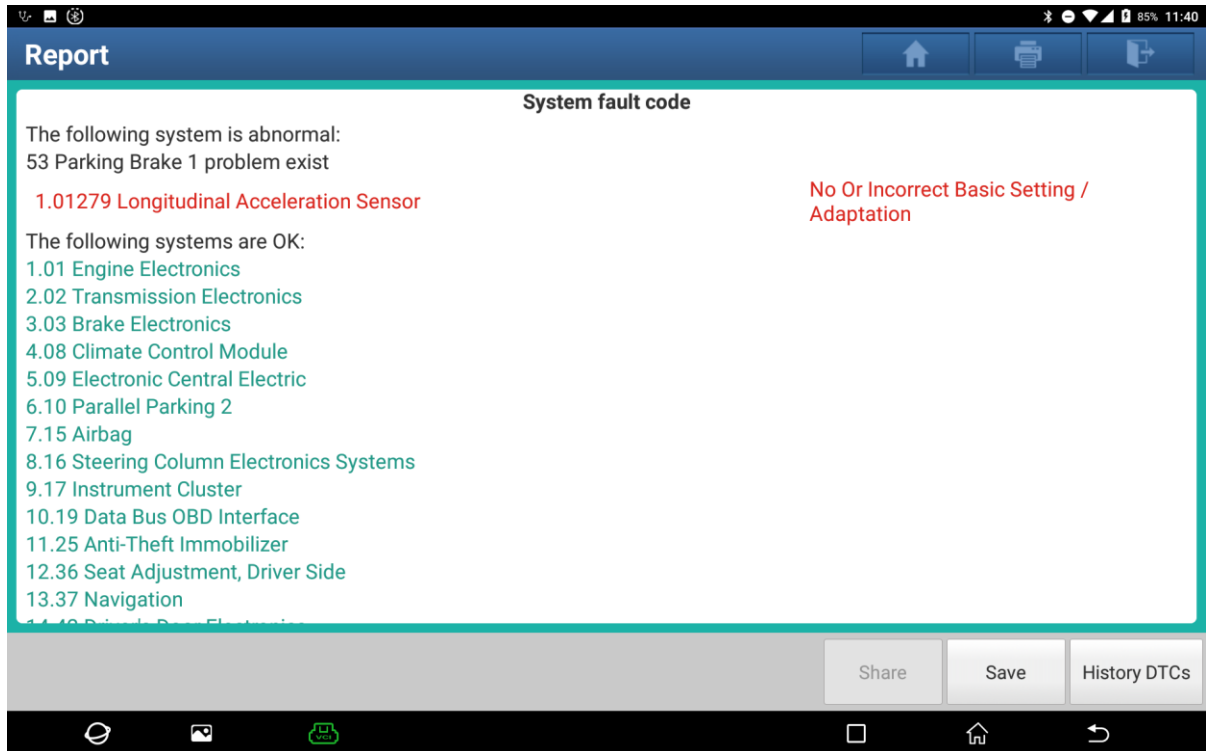 85% 11:40
Report
System fault code
The following system is abnormal:
53 Parking Brake 1 problem exist
1.01279 Longitudinal Acceleration Sensor
No Or Incorrect Basic Setting /
Adaptation
The following systems are OK:
1.01 Engine Electronics
2.02 Transmission Electronics
3.03 Brake Electronics
4.08 Climate Control Module
5.09 Electronic Central Electric
6.10 Parallel Parking 2
7.15 Airbag
8.16 Steering Column Electronics Systems
9.17 Instrument Cluster
10.19 Data Bus OBD Interface
11.25 Anti-Theft Immobilizer
12.36 Seat Adjustment, Driver Side
13.37 Navigation
Share
Save
History DTCs
VCI